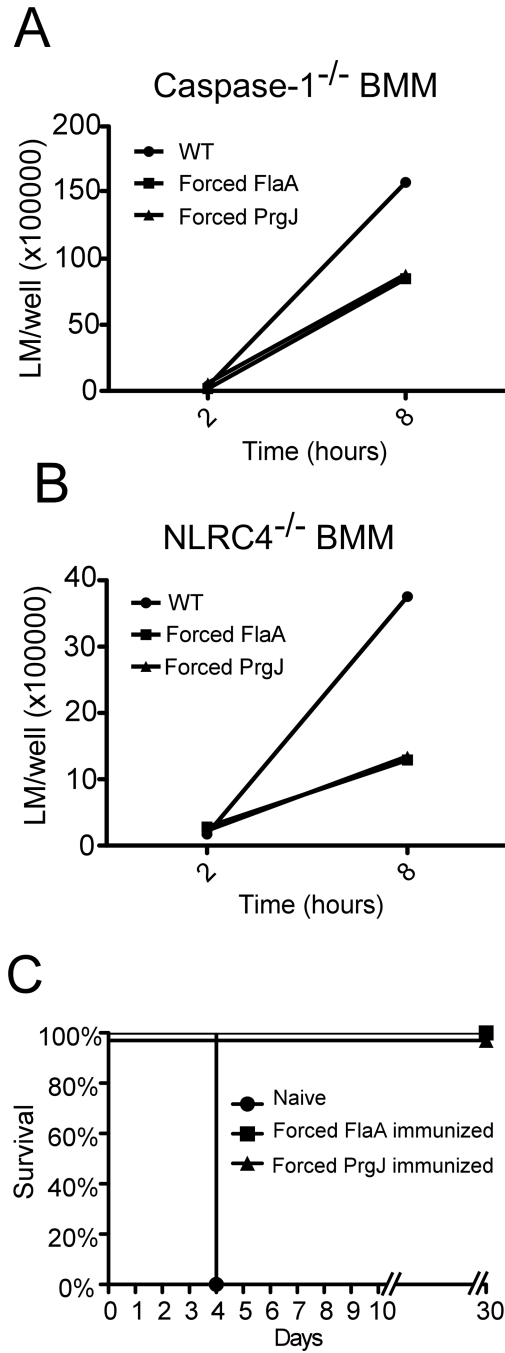 A
Caspase-1-/- BMM
200
150
100
50
0
LM/well (x100000)
WT
Forced FlaA
Forced PrgJ
2
8
Time (hours)
B
NLRC4-/- BMM
40
30
20
10
0
LM/well (x100000)
WT
Forced FlaA
Forced PrgJ
2
8
Time (hours)
C
100%
80%
60%
40%
20%
0%
Survival
Naive
Forced FlaA immunized
Forced PrgJ immunized
0 1 2 3 4 5 6 7 8 9 10 30
Days